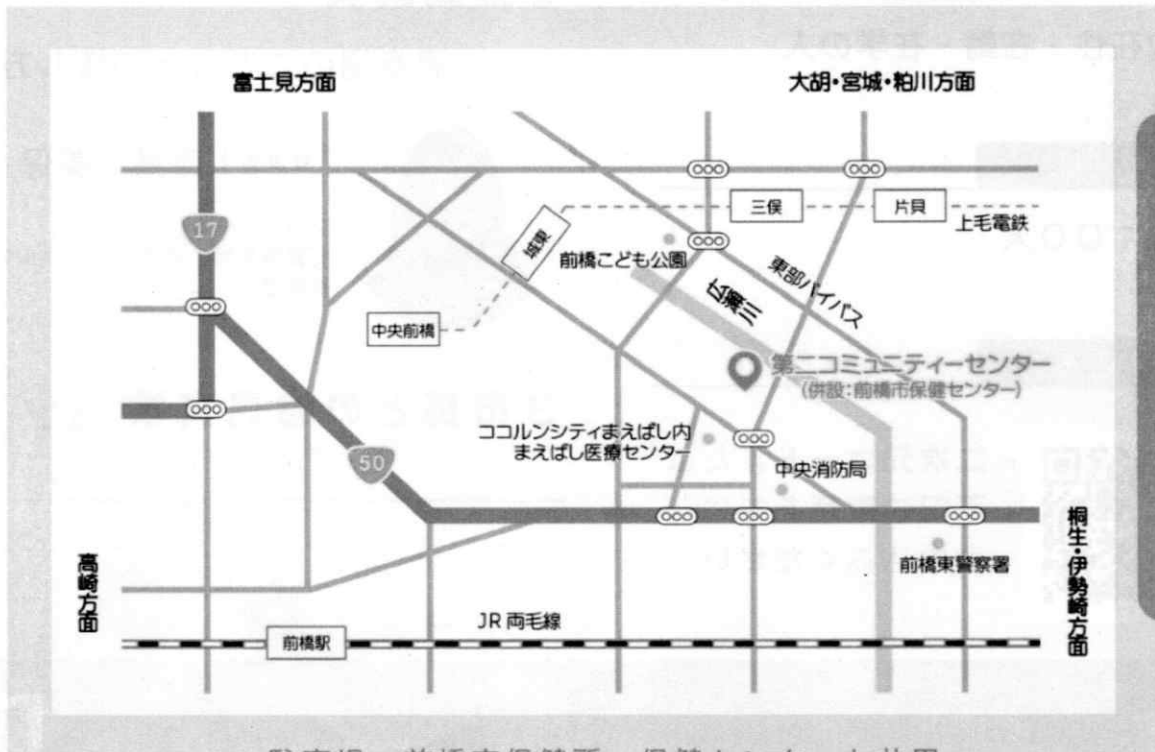 富士見方面
大胡・宮城・粕川方面
17
三俣
片貝
上毛電鉄
城東
前橋こども公園
東部バイパス
広瀬川
中央前橋
第二コミュニティーセンター
(併設:前橋市保健センター)
ココルンシティまえばし内
まえばし医療センター
50
中央消防局
前橋東警察署
高崎方面
桐生・伊勢崎方面
JR 両毛線
前橋駅